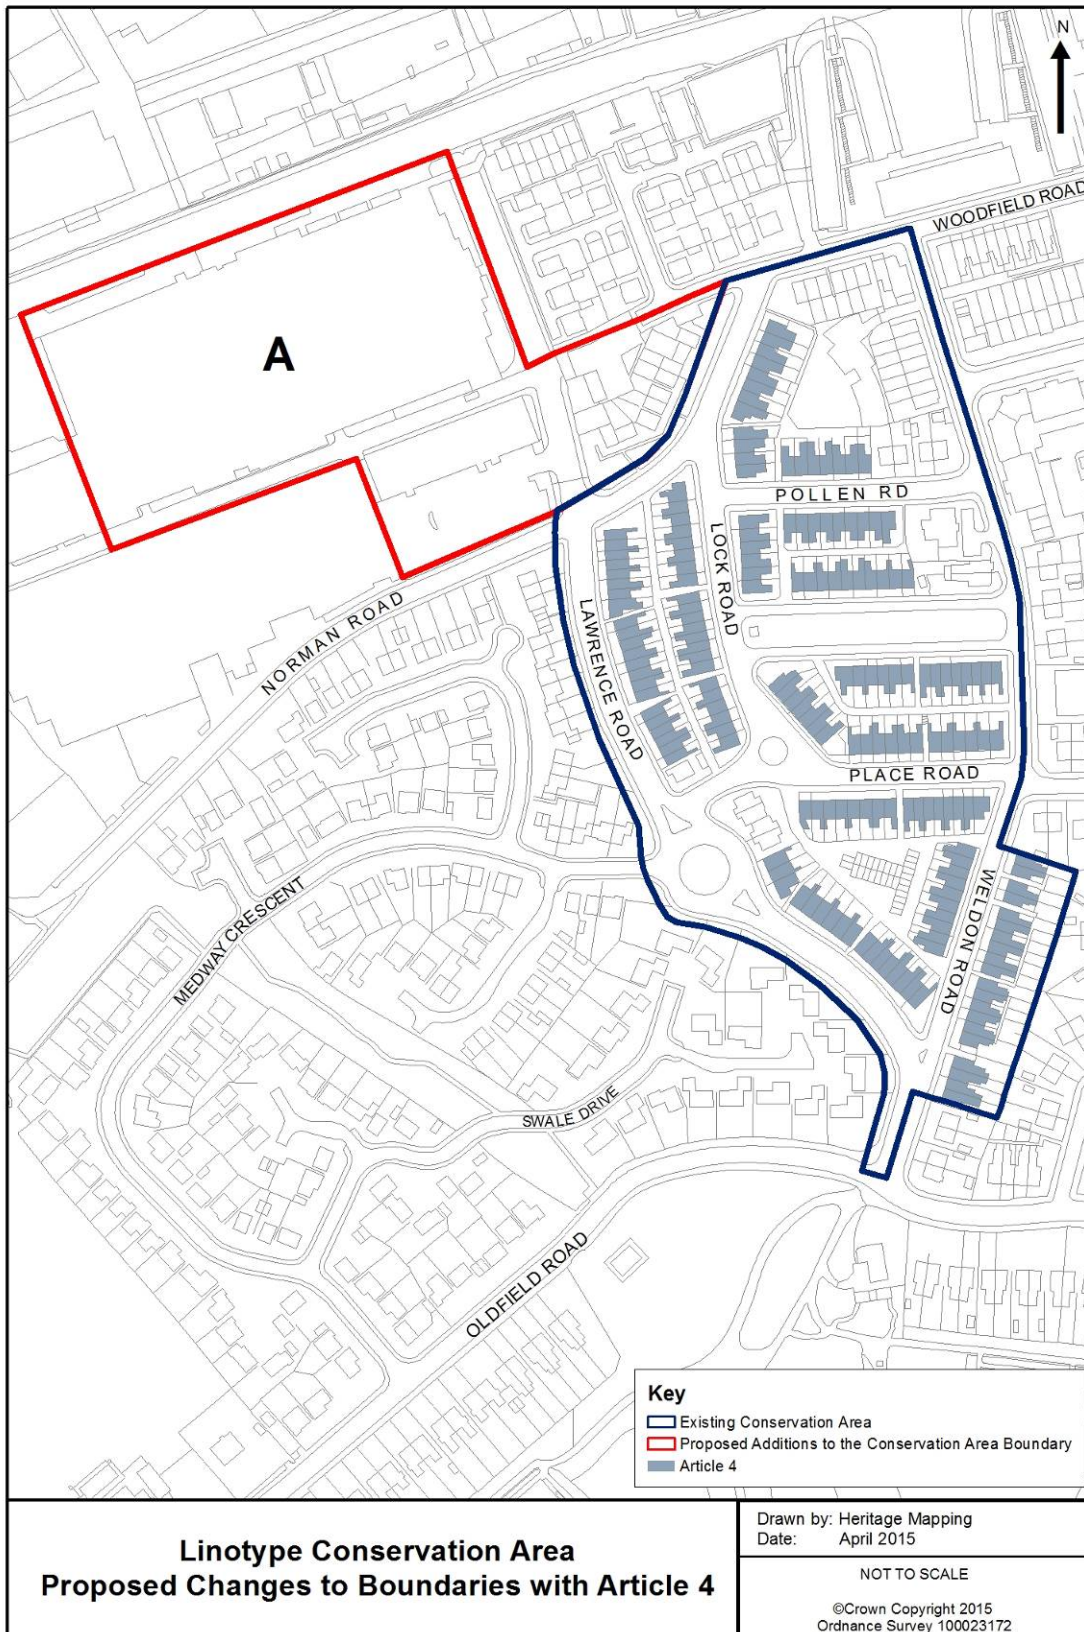 N
WOODFIELD ROAD
A
POLLEN RD
LOCK ROAD
LAWRENCE ROAD
NORMAN ROAD
PLACE ROAD
WELDON ROAD
MEDWAY CRESCENT
SWALE DRIVE
OLDFIELD ROAD
Key
Existing Conservation Area
Proposed Additions to the Conservation Area Boundary
Article 4
Linotype Conservation Area
Proposed Changes to Boundaries with Article 4
Drawn by: Heritage Mapping
Date: April 2015
NOT TO SCALE
©Crown Copyright 2015
Ordnance Survey 100023172